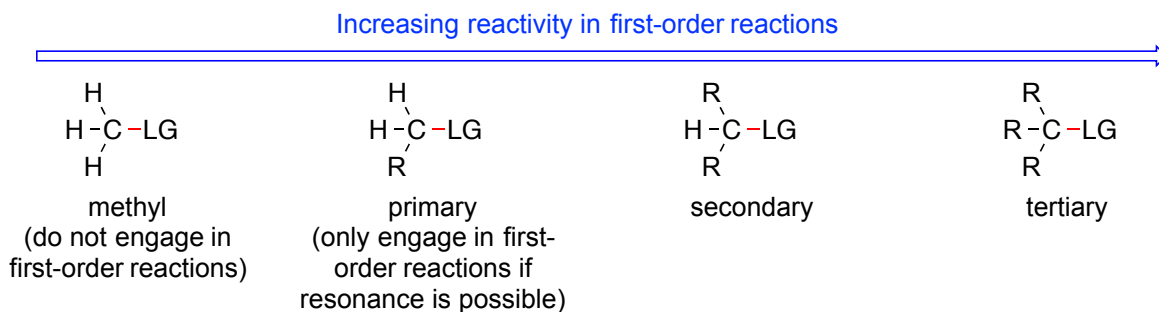 Increasing reactivity in first-order reactions
H
H-C-LG
H
methyl
(do not engage in
first-order reactions)
H
H-C-LG
R
primary
(only engage in first-
order reactions if
resonance is possible)
R
H-C-LG
R
secondary
R
R-C-LG
R
tertiary